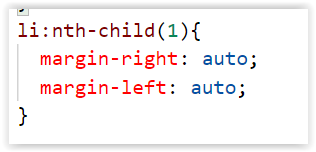 li:nth-child(1){
  margin-right: auto;
  margin-left: auto;
}